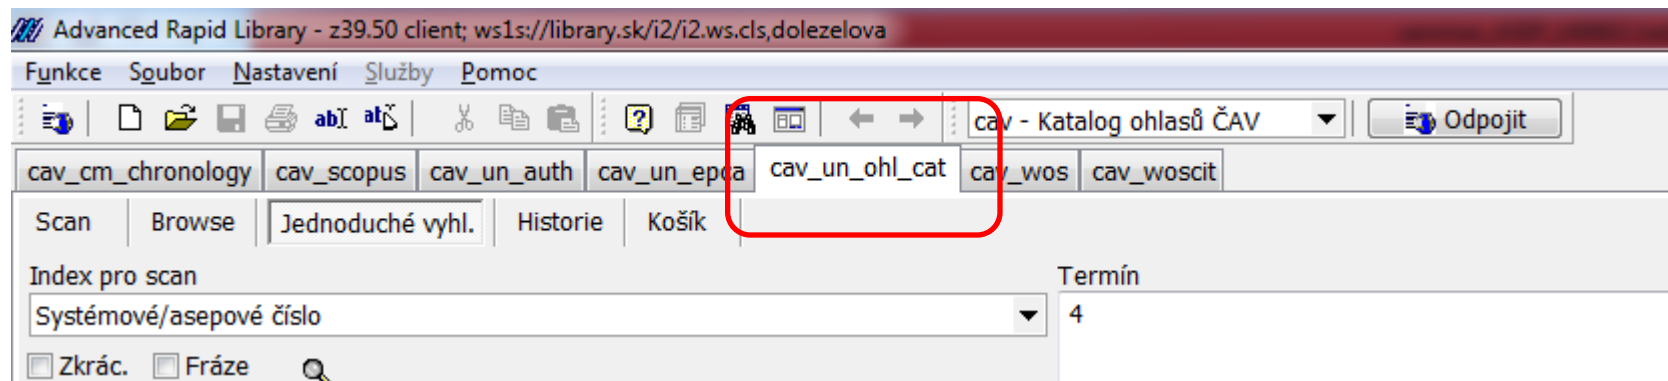 Advanced Rapid Library - z39.50 client; ws1s://library.sk/i2/i2.ws.cls,dolezelova
Funkce Soubor Nastavení Služby Pomoc
cav - Katalog ohlasů ČAV Odpojit
cav_cm_chronology cav_scopus cav_un_auth cav_un_epca cav_un_ohl_cat cav_wos cav_woscit
Scan Browse Jednoduché vyhl. Historie Košík
Index pro scan Termín
Systémové/asepové číslo 4
Zkrác. Fráze